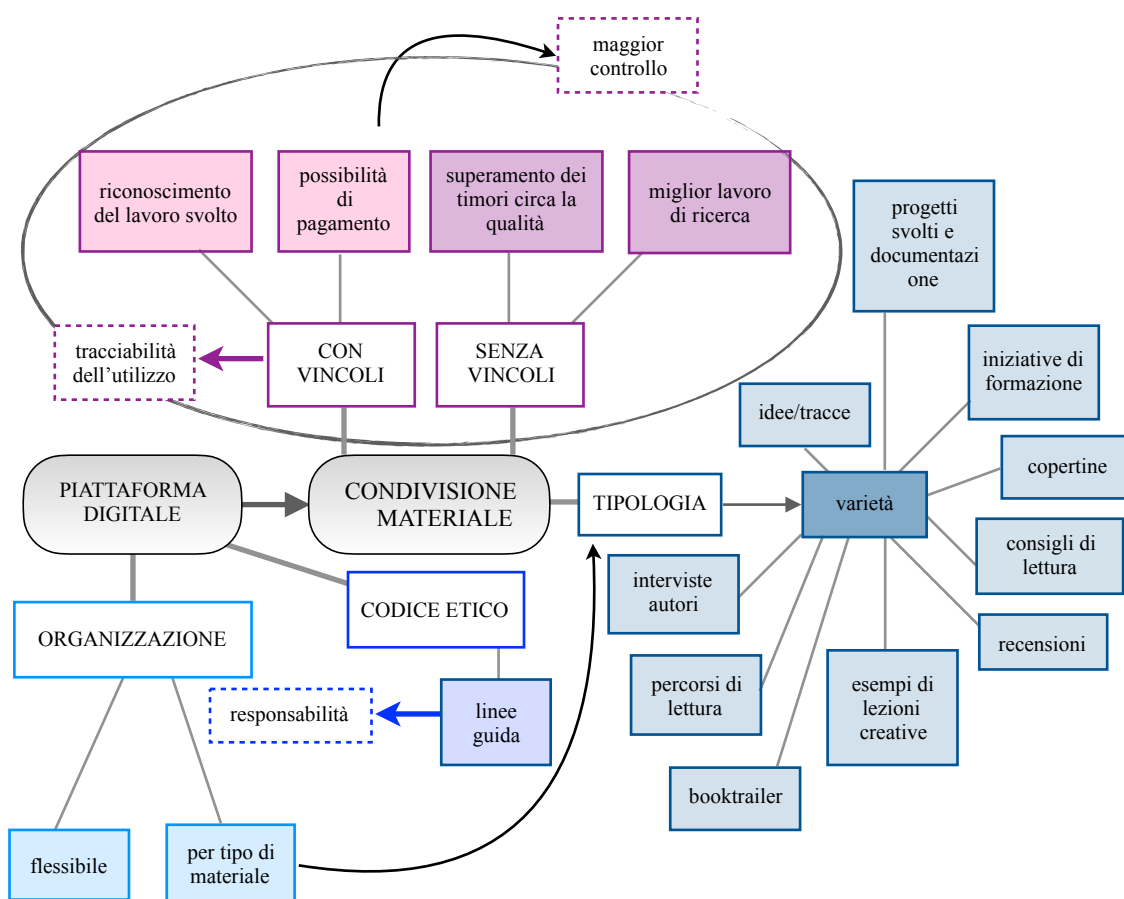 maggior
controllo
riconoscimento
del lavoro svolto
possibilità
di
pagamento
superamento dei
timori circa la
qualità
miglior lavoro
di ricerca
progetti
svolti e
documentazi
one
tracciabilità
dell'utilizzo
CON
VINCOLI
SENZA
VINCOLI
iniziative di
formazione
idee/tracce
copertine
PIATTAFORMA
DIGITALE
CONDIVISIONE
MATERIALE
TIPOLOGIA
varietà
consigli di
lettura
interviste
autori
CODICE ETICO
ORGANIZZAZIONE
recensioni
percorsi di
lettura
esempi di
lezioni
creative
responsabilità
linee
guida
booktrailer
flessibile
per tipo di
materiale